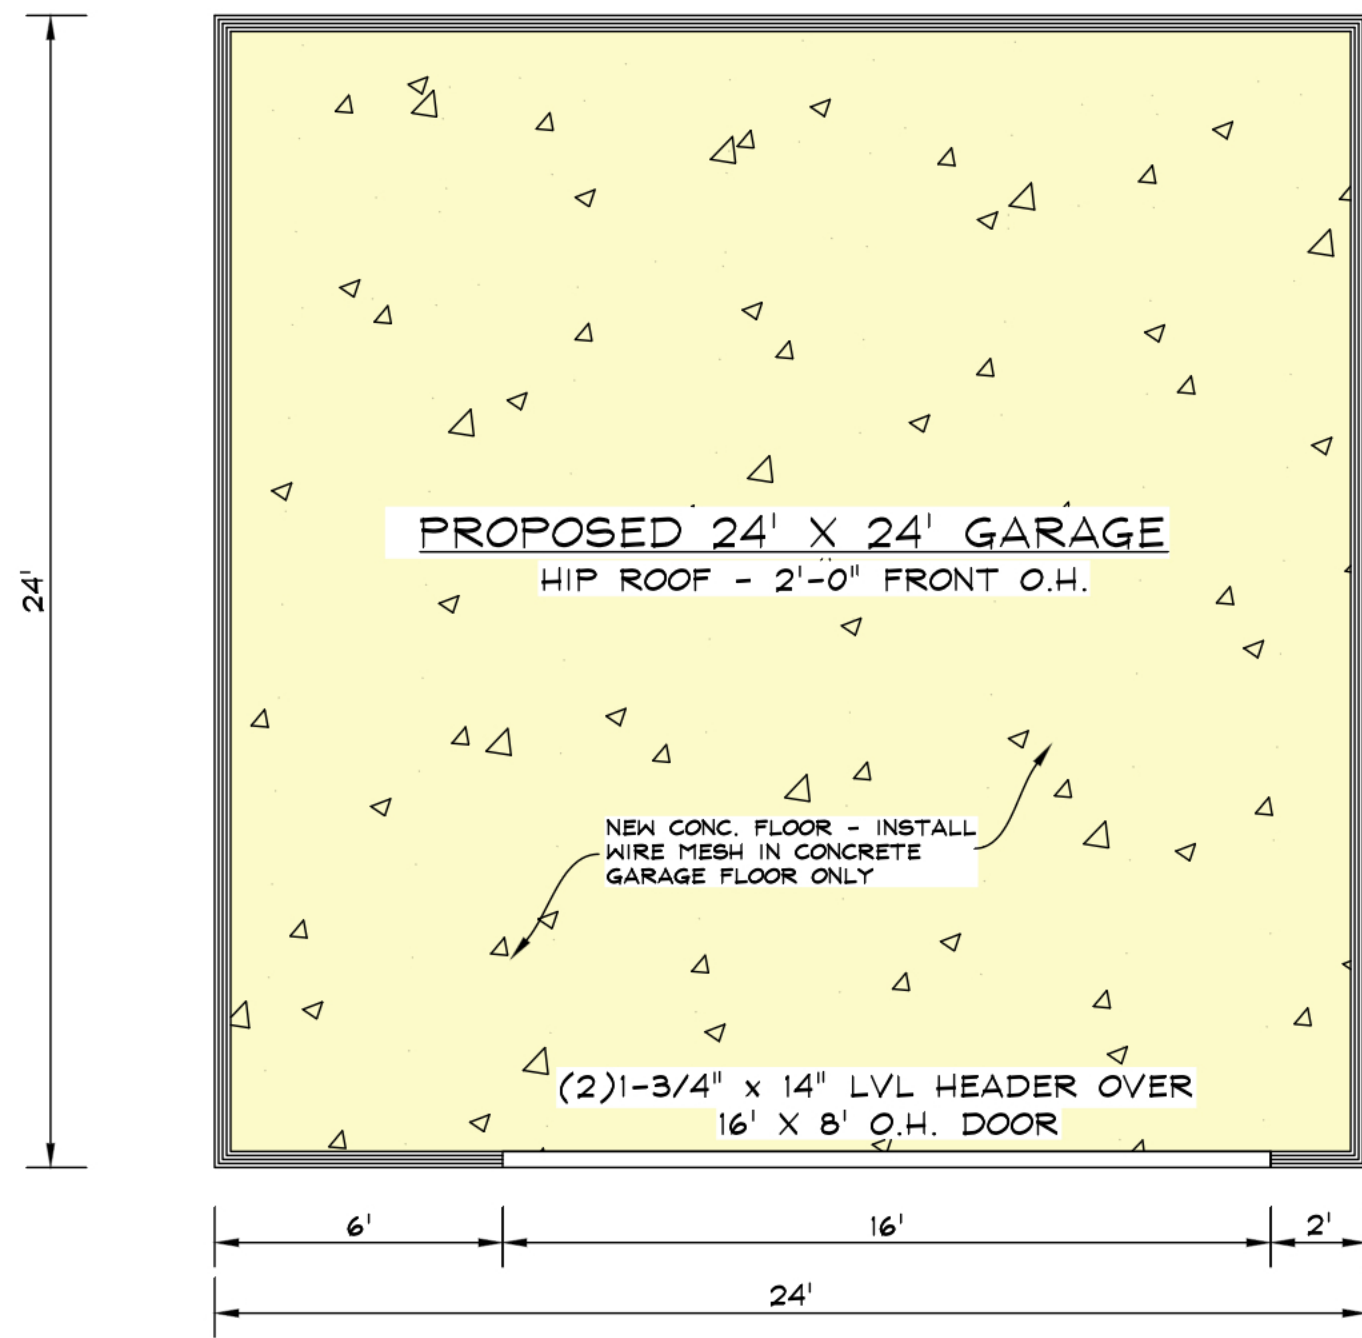 24'
PROPOSED 24' X 24' GARAGE
HIP ROOF - 2'-0" FRONT O.H.
NEW CONC. FLOOR - INSTALL
WIRE MESH IN CONCRETE
GARAGE FLOOR ONLY
(2)1-3/4" x 14" LVL HEADER OVER
16' X 8' O.H. DOOR
6' 16' 2'
24'